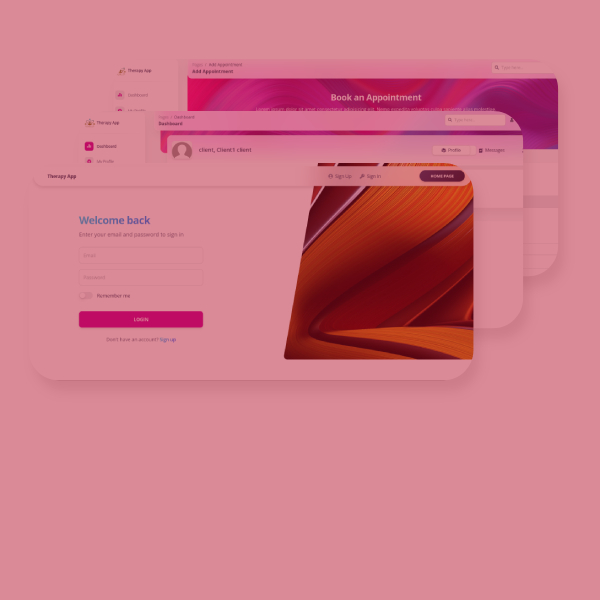 Pages / Add Appointment
Add Appointment
Type here...
Therapy App
Dashboard
Book an Appointment
Pages / Dashboard
Dashboard
Type here...
Therapy App
Dashboard
My Profile
client, Client1 client
Profile
Messages
Therapy App
Sign Up
Sign In
HOME PAGE
Welcome back
Enter your email and password to sign in
Email
Password
Remember me
LOGIN
Don't have an account? Sign up